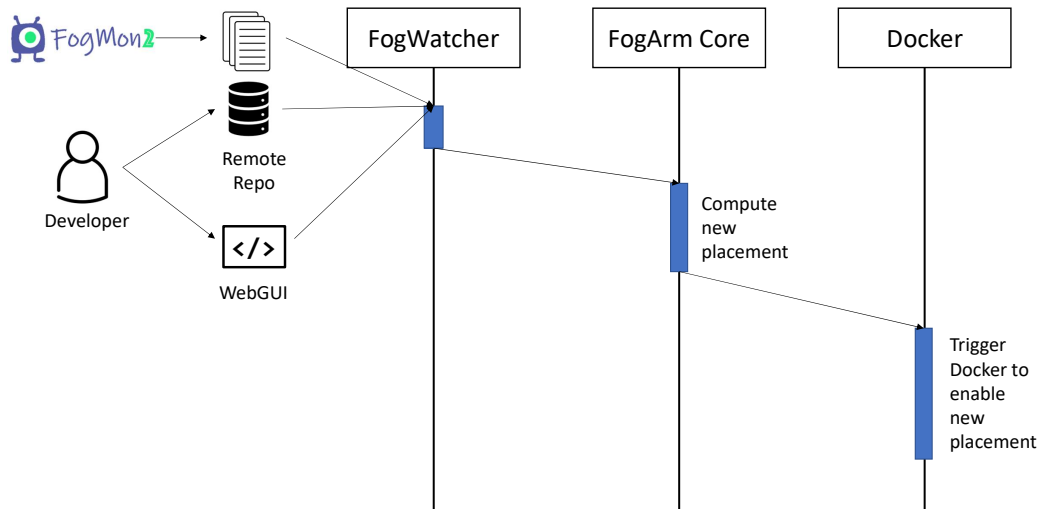 FogMon2
FogWatcher
FogArm Core
Docker
Remote
Repo
Developer
</>
WebGUI
Compute
new
placement
Trigger
Docker to
enable
new
placement